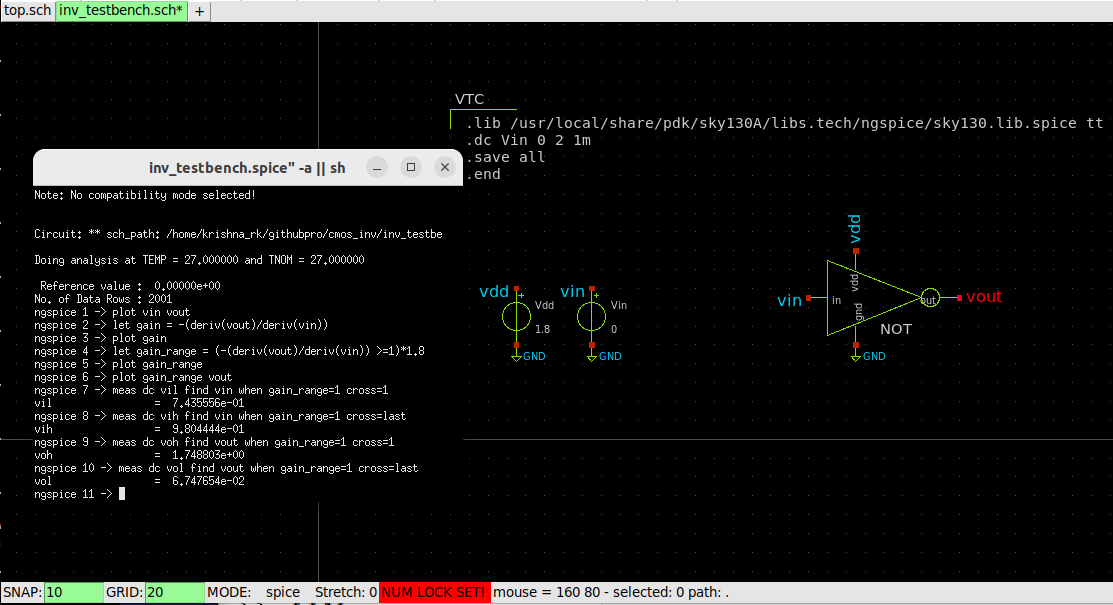 top.sch inv_testbench.sch* +
VTC
.lib /usr/local/share/pdk/sky130A/libs.tech/ngspice/sky130.lib.spice tt
.dc Vin 0 2 1m
.save all
.end
inv_testbench.spice" -a || sh
Note: No compatibility mode selected!
Circuit: ** sch_path: /home/krishna_rk/githubpro/cmos_inv/inv_testbe
Doing analysis at TEMP = 27.000000 and TNOM = 27.000000
Reference value : 0.00000e+00
No. of Data Rows : 2001
ngspice 1 -> plot vin vout
ngspice 2 -> let gain = -(deriv(vout)/deriv(vin))
ngspice 3 -> plot gain
ngspice 4 -> let gain_range = (-(deriv(vout)/deriv(vin)) >=1)*1.8
ngspice 5 -> plot gain_range
ngspice 6 -> plot gain_range vout
ngspice 7 -> meas dc vil find vin when gain_range=1 cross=1
vil = 7.435556e-01
ngspice 8 -> meas dc vih find vin when gain_range=1 cross=last
vih = 9.804444e-01
ngspice 9 -> meas dc voh find vout when gain_range=1 cross=1
voh = 1.748803e+00
ngspice 10 -> meas dc vol find vout when gain_range=1 cross=last
vol = 6.747654e-02
ngspice 11 ->
vdd
+
Vdd
1.8
GND
vin
+
Vin
0
GND
vdd
vin
in
vdd
gnd
out
vout
NOT
GND
SNAP: 10 GRID: 20 MODE: spice Stretch: 0 NUM LOCK SET! mouse = 160 80 - selected: 0 path: .